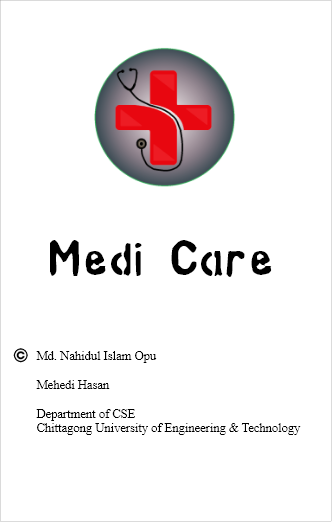 Medi Care
© Md. Nahidul Islam Opu
Mehedi Hasan
Department of CSE
Chittagong University of Engineering & Technology